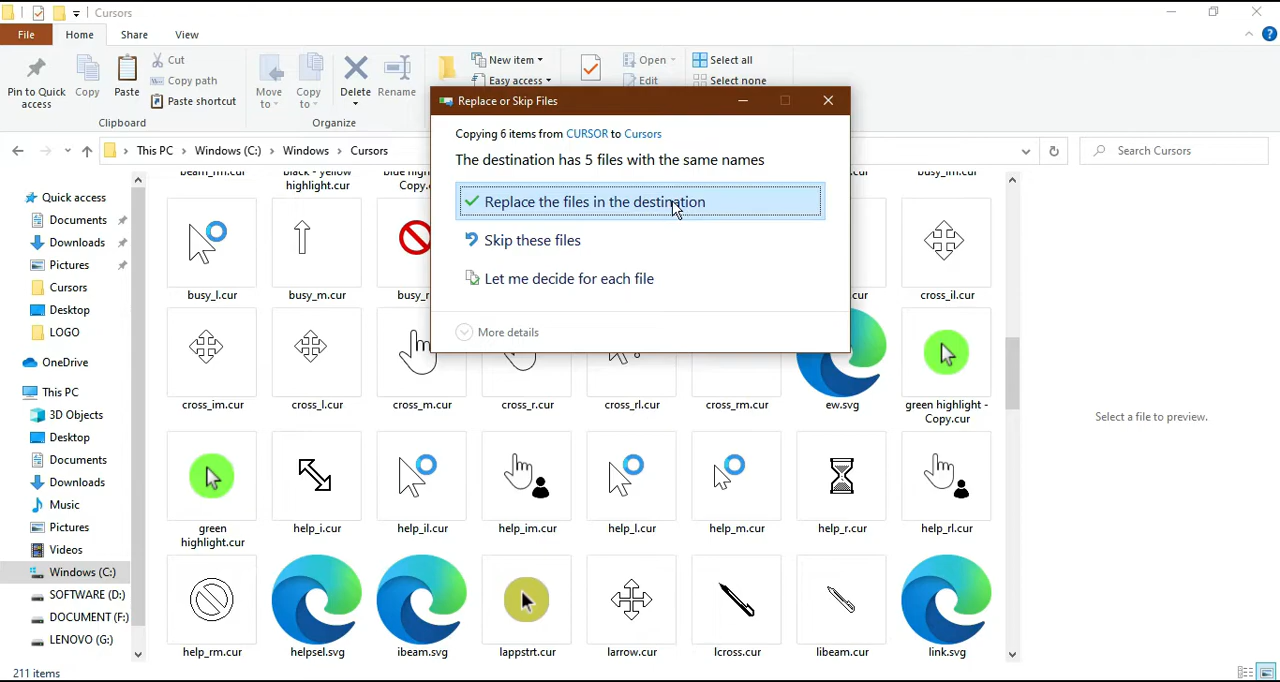 Cursors
File
Home
Share
View
Pin to Quick access
Copy
Paste
Cut
Copy path
Paste shortcut
Clipboard
Move to
Copy to
Delete
Rename
Organize
New item
Easy access
Open
Edit
Select all
Select none
This PC > Windows (C:) > Windows > Cursors
Search Cursors
Replace or Skip Files
Copying 6 items from CURSOR to Cursors
The destination has 5 files with the same names
Replace the files in the destination
Skip these files
Let me decide for each file
More details
Quick access
Documents
Downloads
Pictures
Cursors
Desktop
LOGO
OneDrive
This PC
3D Objects
Desktop
Documents
Downloads
Music
Pictures
Videos
Windows (C:)
SOFTWARE (D:)
DOCUMENT (F:)
LENOVO (G:)
highlight.cur
Copy.
.cur
busy_l.cur
busy_m.cur
busy_
cur
cross_il.cur
cross_im.cur
cross_l.cur
cross_m.cur
cross_r.cur
cross_rl.cur
cross_rm.cur
ew.svg
green highlight -
Copy.cur
green
highlight.cur
help_i.cur
help_il.cur
help_im.cur
help_l.cur
help_m.cur
help_r.cur
help_rl.cur
help_rm.cur
helpsel.svg
ibeam.svg
lappstrt.cur
larrow.cur
lcross.cur
libeam.cur
link.svg
Select a file to preview.
211 items